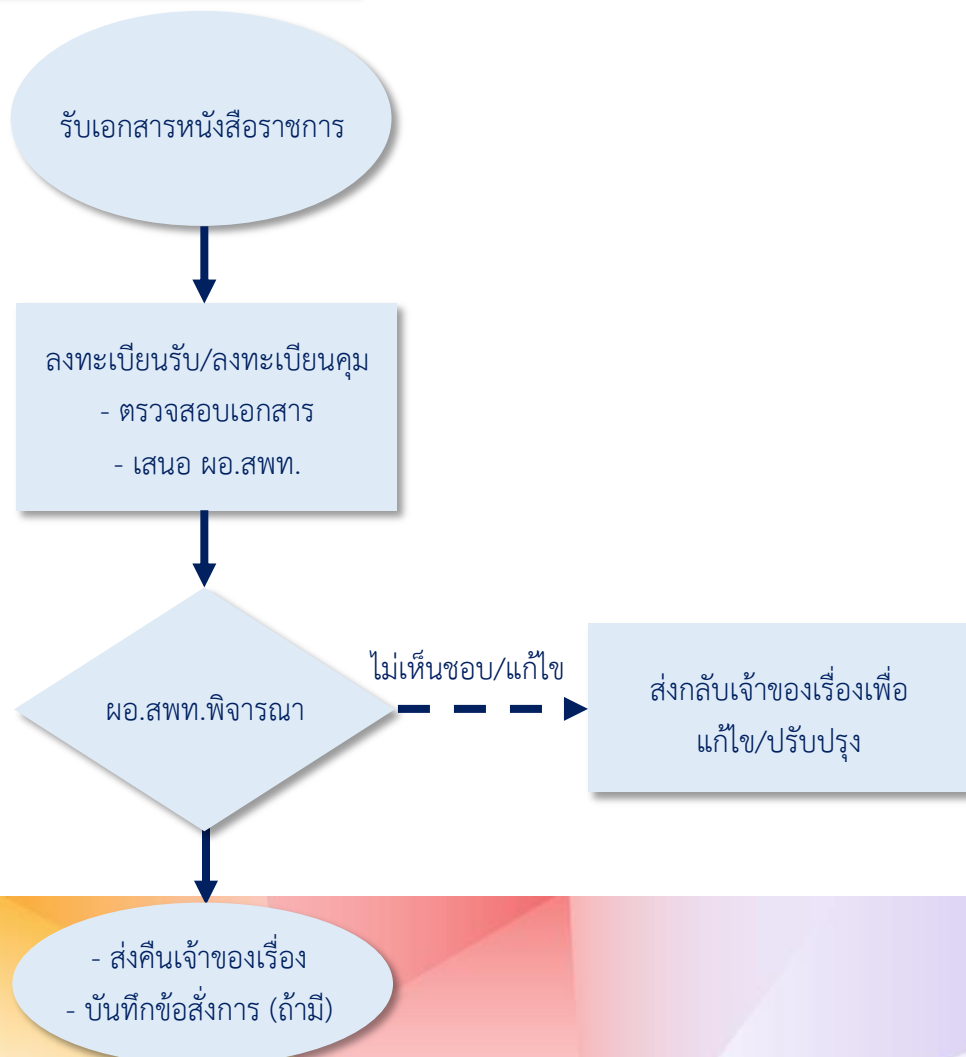 รับเอกสารหนังสือราชการ
ลงทะเบียนรับ/ลงทะเบียนคุม
- ตรวจสอบเอกสาร
- เสนอ ผอ.สพท.
ผอ.สพท.พิจารณา
ไม่เห็นชอบ/แก้ไข
ส่งกลับเจ้าของเรื่องเพื่อ
แก้ไข/ปรับปรุง
- ส่งคืนเจ้าของเรื่อง
- บันทึกข้อสั่งการ (ถ้ามี)